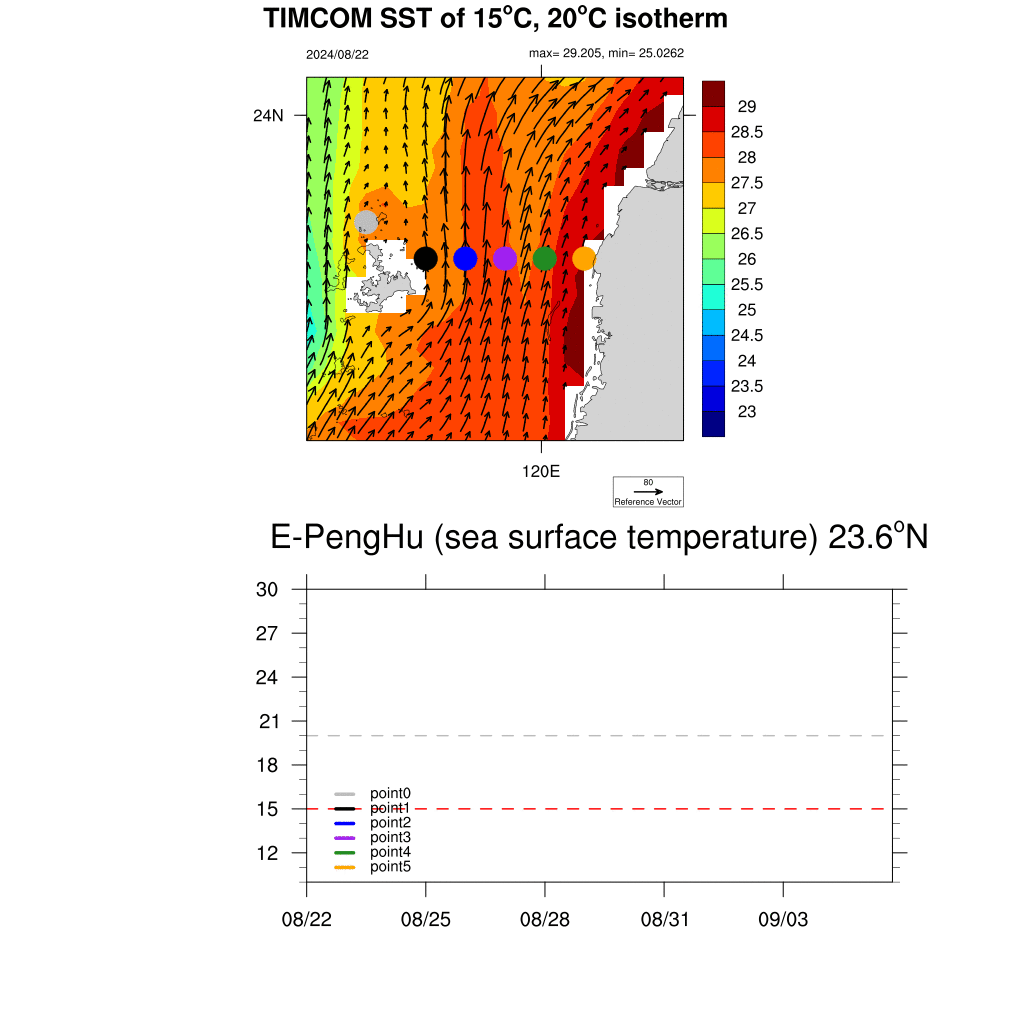 TIMCOM SST of 15°C, 20°C isotherm
2024/08/22
max= 29.205, min= 25.0262
24N
120E
29
28.5
28
27.5
27
26.5
26
25.5
25
24.5
24
23.5
23
80
Reference Vector
E-PengHu (sea surface temperature) 23.6°N
30
27
24
21
18
15
12
point0
point1
point2
point3
point4
point5
08/22 08/25 08/28 08/31 09/03